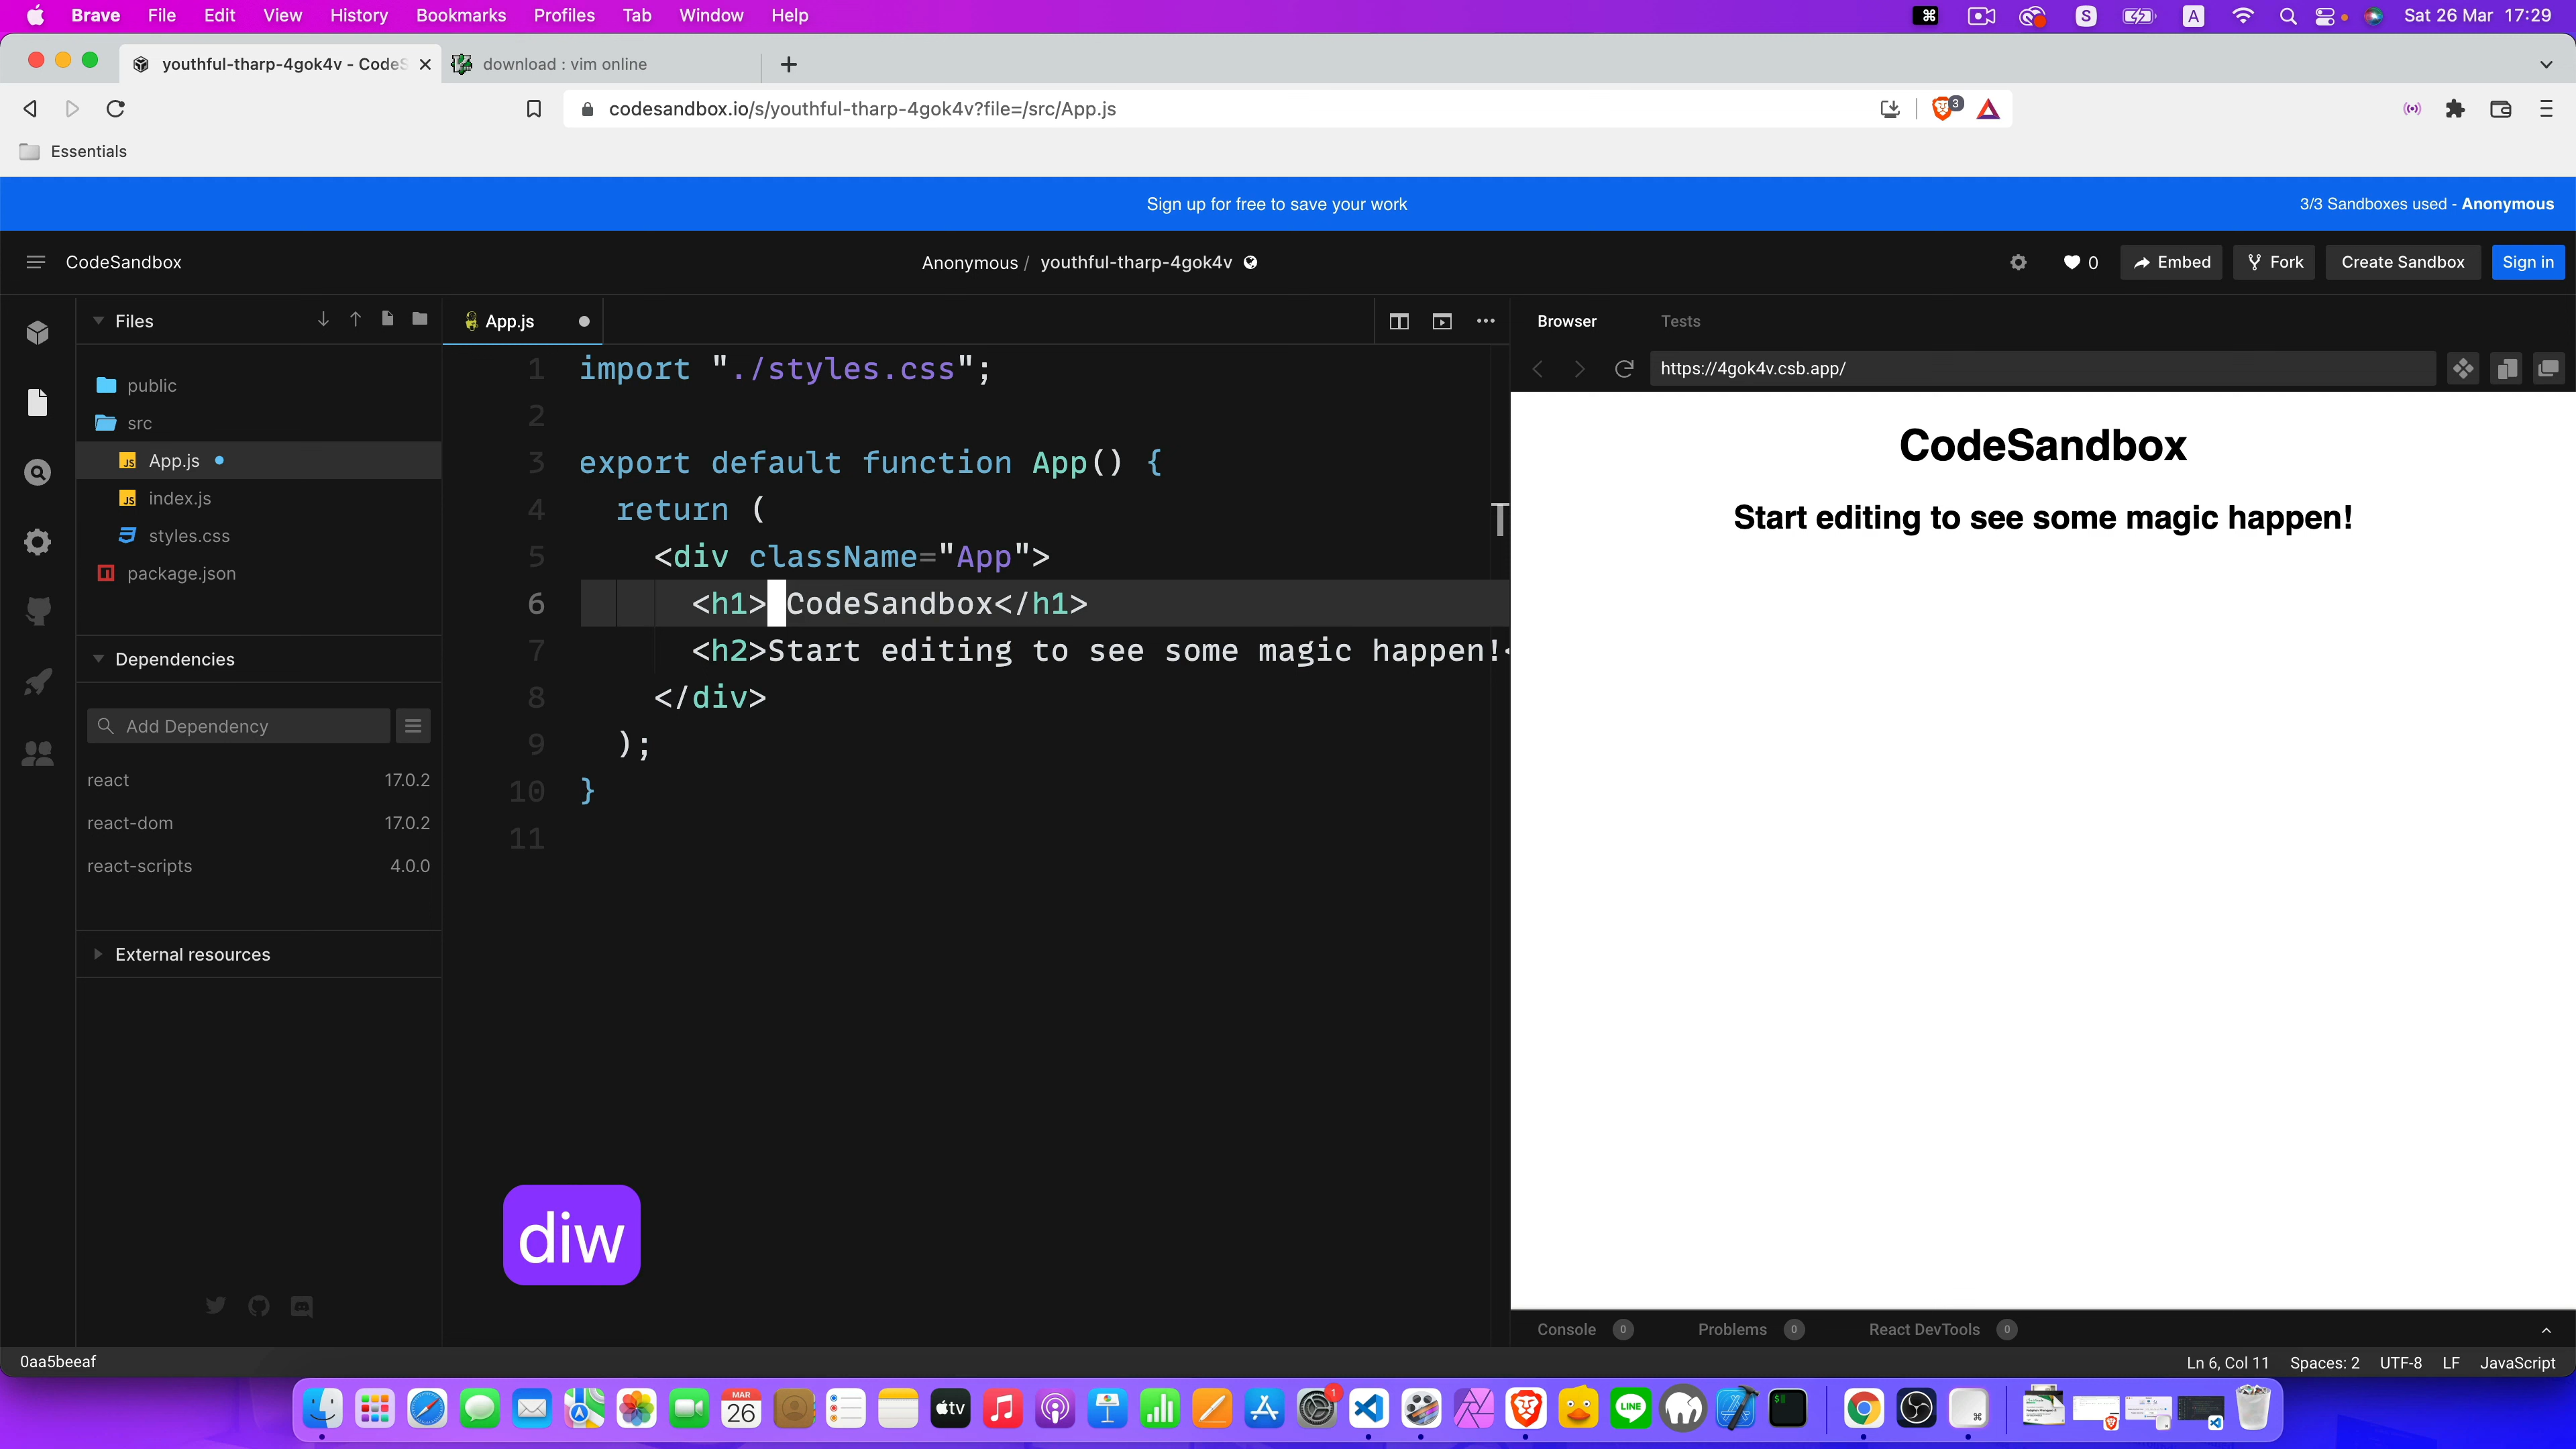 Brave File Edit View History Bookmarks Profiles Tab Window Help
Sat 26 Mar 17:29
youthful-tharp-4gok4v - CodeS
download : vim online
codesandbox.io/s/youthful-tharp-4gok4v?file=/src/App.js
3
Essentials
Sign up for free to save your work
3/3 Sandboxes used - Anonymous
CodeSandbox
Anonymous / youthful-tharp-4gok4v
0
Embed
Fork
Create Sandbox
Sign in
Files
public
src
App.js
index.js
styles.css
package.json
Dependencies
Add Dependency
react 17.0.2
react-dom 17.0.2
react-scripts 4.0.0
External resources
App.js
1 import "./styles.css";
2
3 export default function App() {
4 return (
5 <div className="App">
6 <h1> CodeSandbox</h1>
7 <h2>Start editing to see some magic happen!<
8 </div>
9 );
10 }
11
diw
Browser Tests
https://4gok4v.csb.app/
CodeSandbox
Start editing to see some magic happen!
Console 0 Problems 0 React DevTools 0
0aa5beeaf
Ln 6, Col 11 Spaces: 2 UTF-8 LF JavaScript
MAR
26
tv
1
LINE